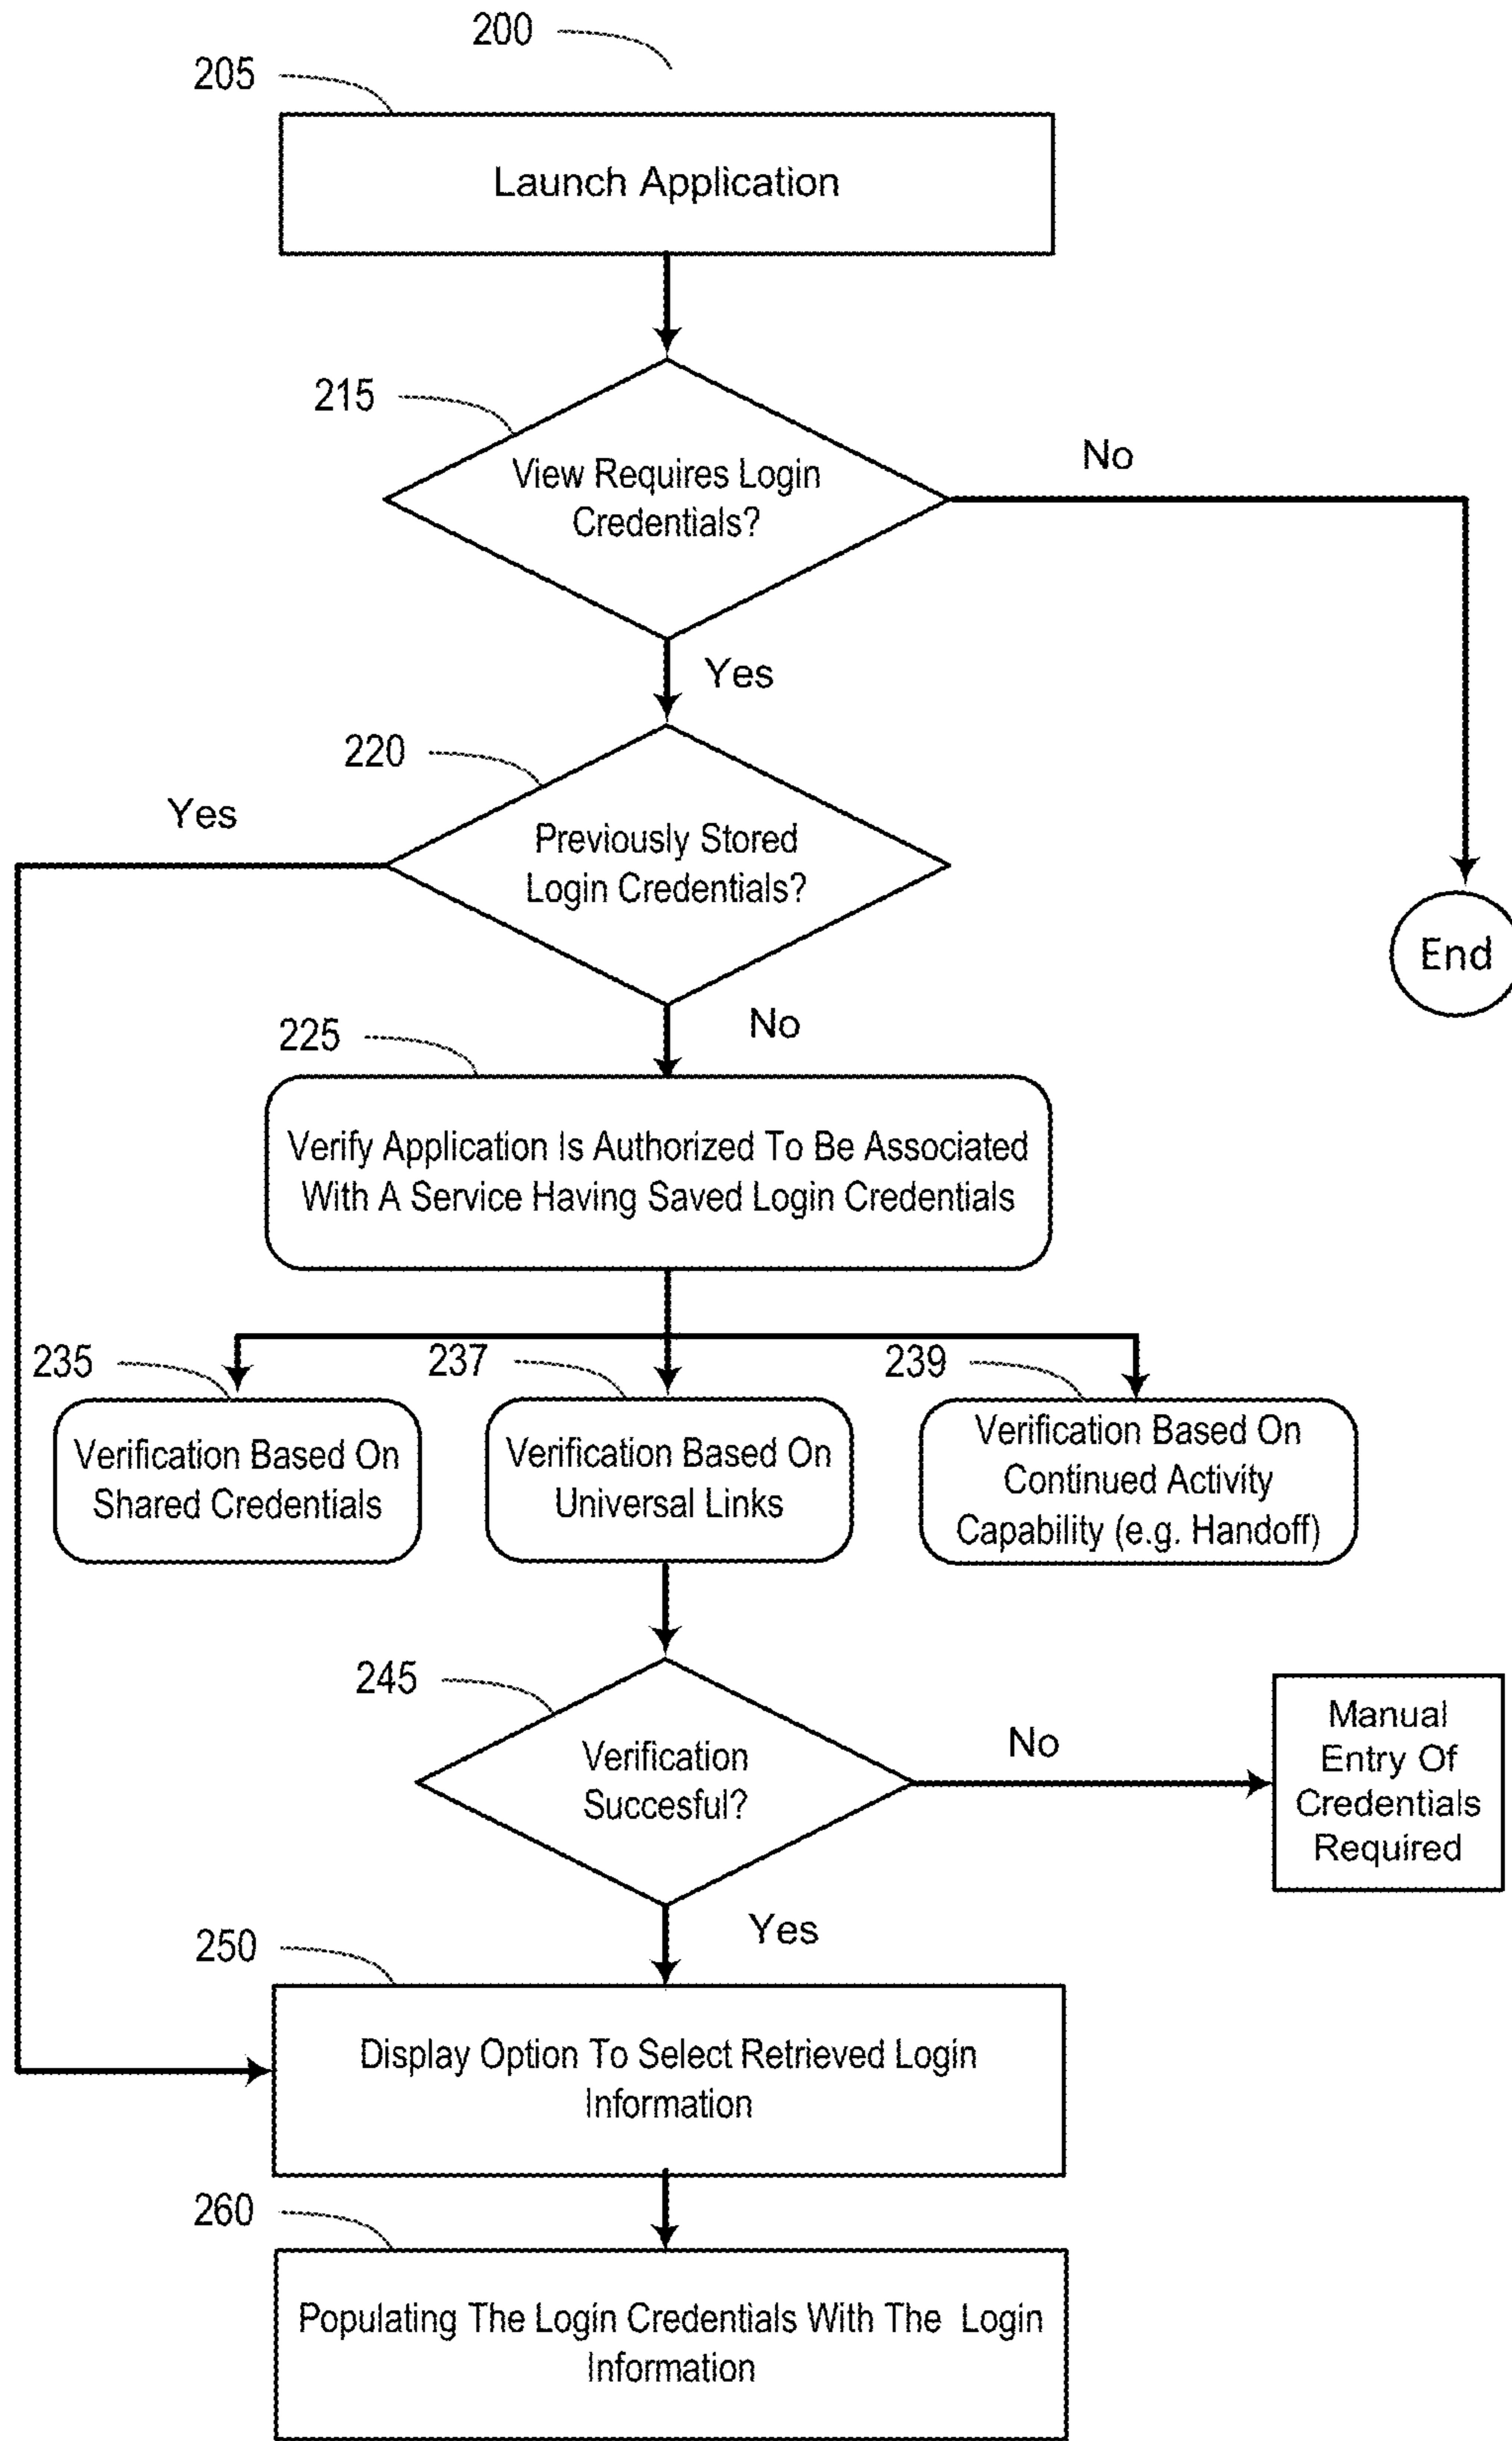 200
205
Launch Application
215
View Requires Login
Credentials?
No
Yes
220
Yes
Previously Stored
Login Credentials?
End
No
225
Verify Application Is Authorized To Be Associated
With A Service Having Saved Login Credentials
235
237
239
Verification Based On
Shared Credentials
Verification Based On
Universal Links
Verification Based On
Continued Activity
Capability (e.g. Handoff)
245
Verification
Succesful?
No
Manual
Entry Of
Credentials
Required
Yes
250
Display Option To Select Retrieved Login
Information
260
Populating The Login Credentials With The Login
Information